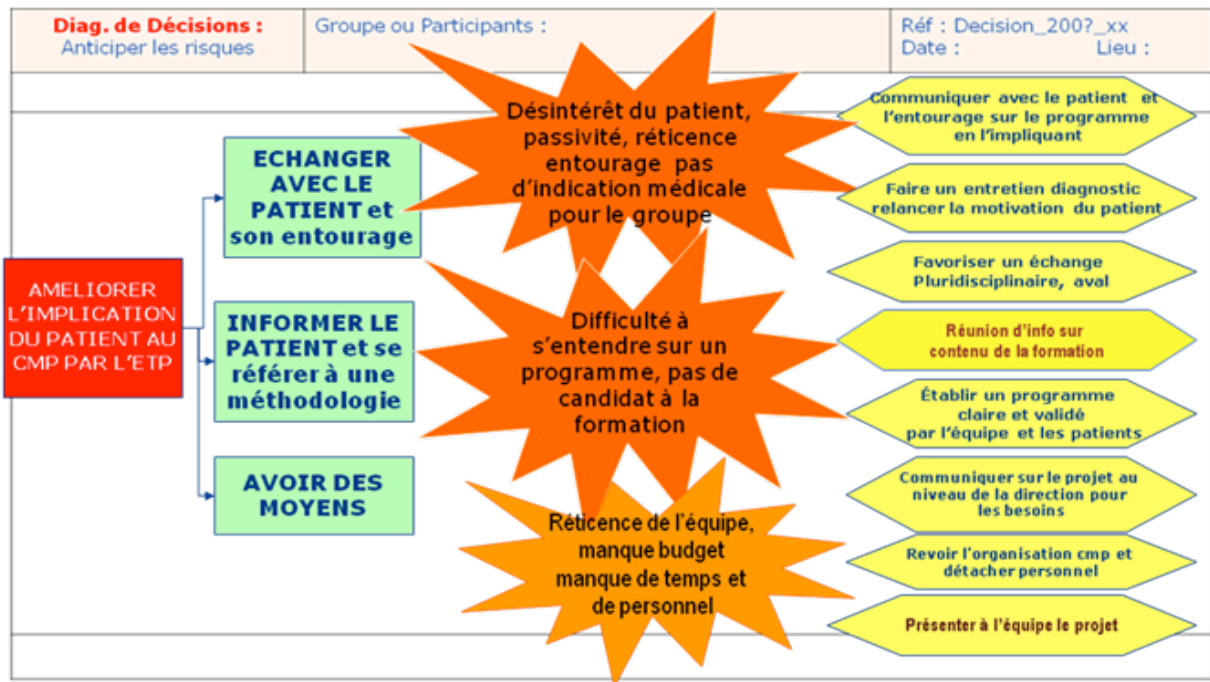 Diag. de Décisions :
Anticiper les risques
Groupe ou Participants :
Réf : Decision_200?_xx
Date : Lieu :
AMELIORER
L'IMPLICATION
DU PATIENT AU
CMP PAR L'ETP
ECHANGER
AVEC LE
PATIENT et
son entourage
INFORMER LE
PATIENT et se
référer à une
méthodologie
AVOIR DES
MOYENS
Désintérêt du patient,
passivité, réticence
entourage pas
d'indication médicale
pour le groupe
Difficulté à
s'entendre sur un
programme, pas de
candidat à la
formation
Réticence de l'équipe,
manque budget
manque de temps et
de personnel
Communiquer avec le patient et
l'entourage sur le programme
en l'impliquant
Faire un entretien diagnostic
relancer la motivation du patient
Favoriser un échange
Pluridisciplinaire, aval
Réunion d'info sur
contenu de la formation
Établir un programme
claire et validé
par l'équipe et les patients
Communiquer sur le projet au
niveau de la direction pour
les besoins
Revoir l'organisation cmp et
détacher personnel
Présenter à l'équipe le projet